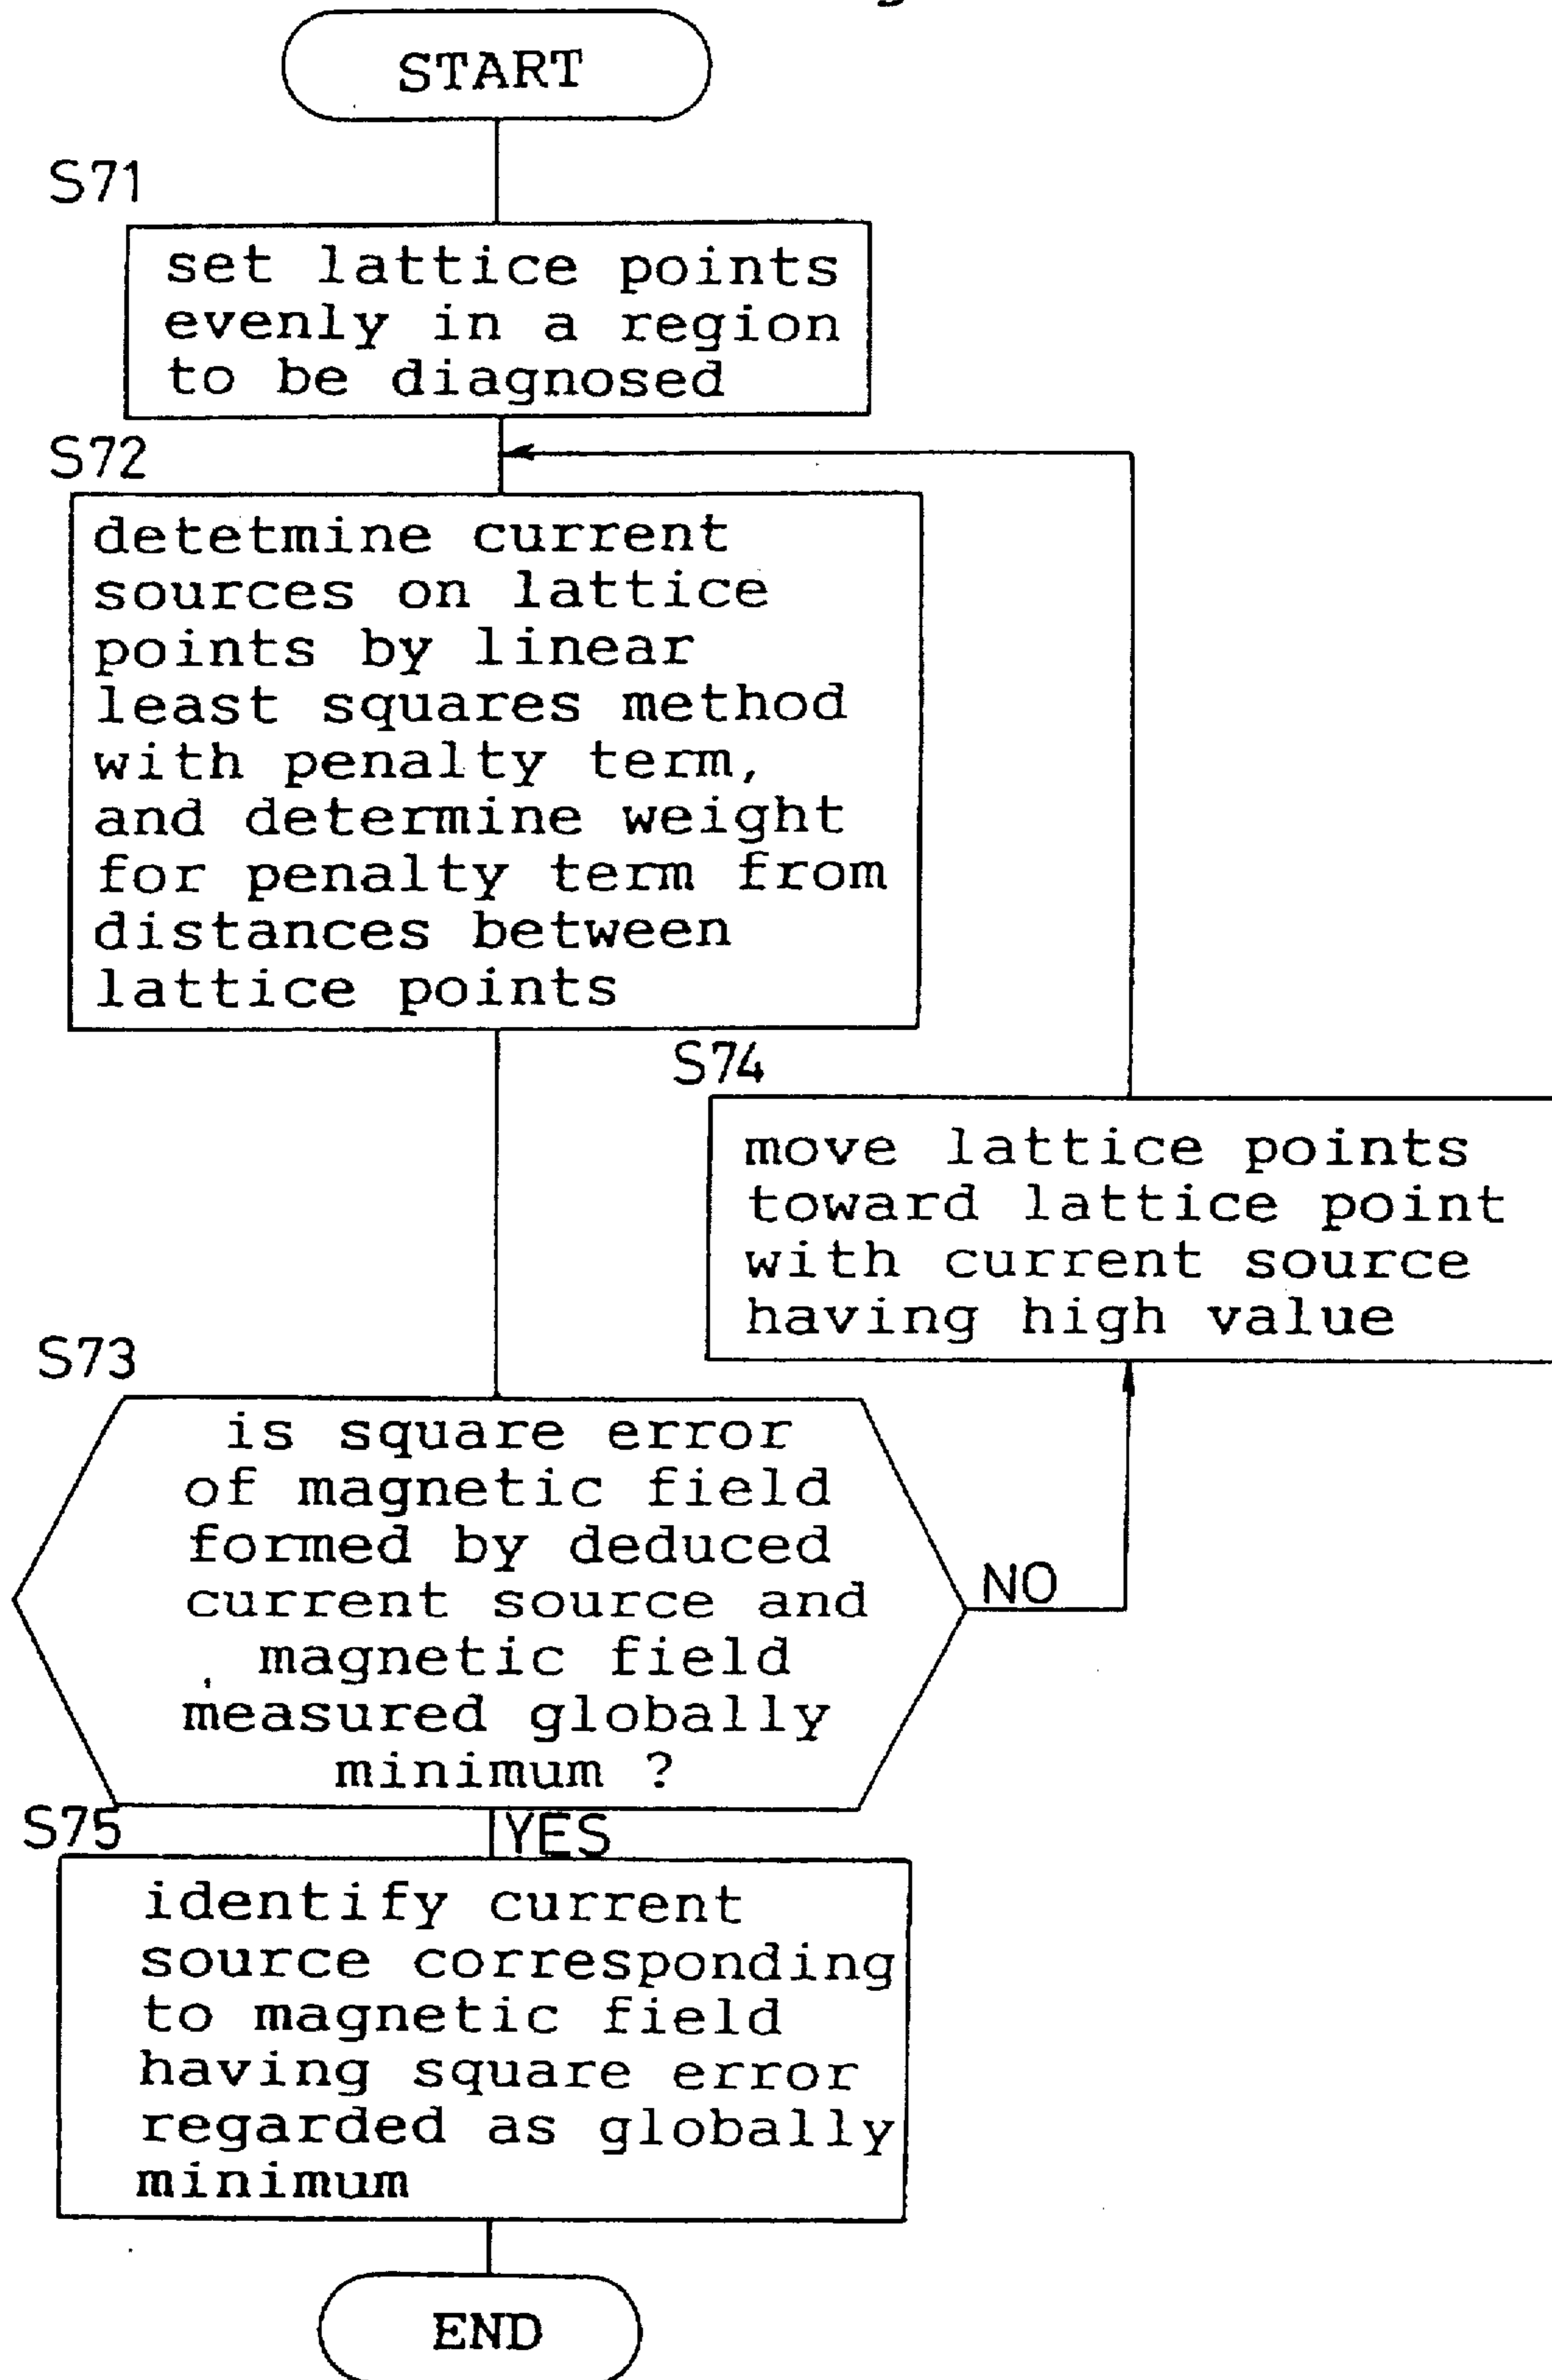 START
S71
set lattice points
evenly in a region
to be diagnosed
S72
detetmine current
sources on lattice
points by linear
least squares method
with penalty term,
and determine weight
for penalty term from
distances between
lattice points
S74
move lattice points
toward lattice point
with current source
having high value
S73
is square error
of magnetic field
formed by deduced
current source and
magnetic field
measured globally
minimum ?
NO
YES
S75
identify current
source corresponding
to magnetic field
having square error
regarded as globally
minimum
END